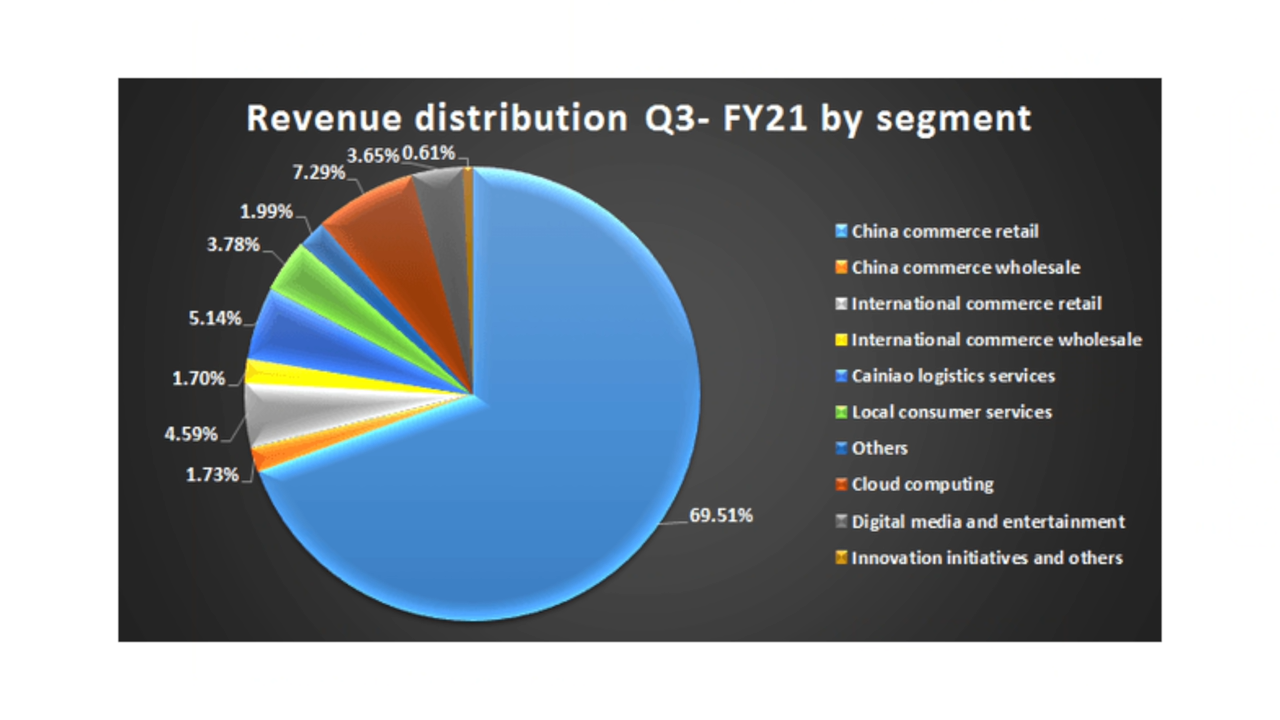 Revenue distribution Q3- FY21 by segment
3.65% 0.61%
7.29%
1.99%
3.78%
5.14%
1.70%
4.59%
1.73%
69.51%
China commerce retail
China commerce wholesale
International commerce retail
International commerce wholesale
Cainiao logistics services
Local consumer services
Others
Cloud computing
Digital media and entertainment
Innovation initiatives and others